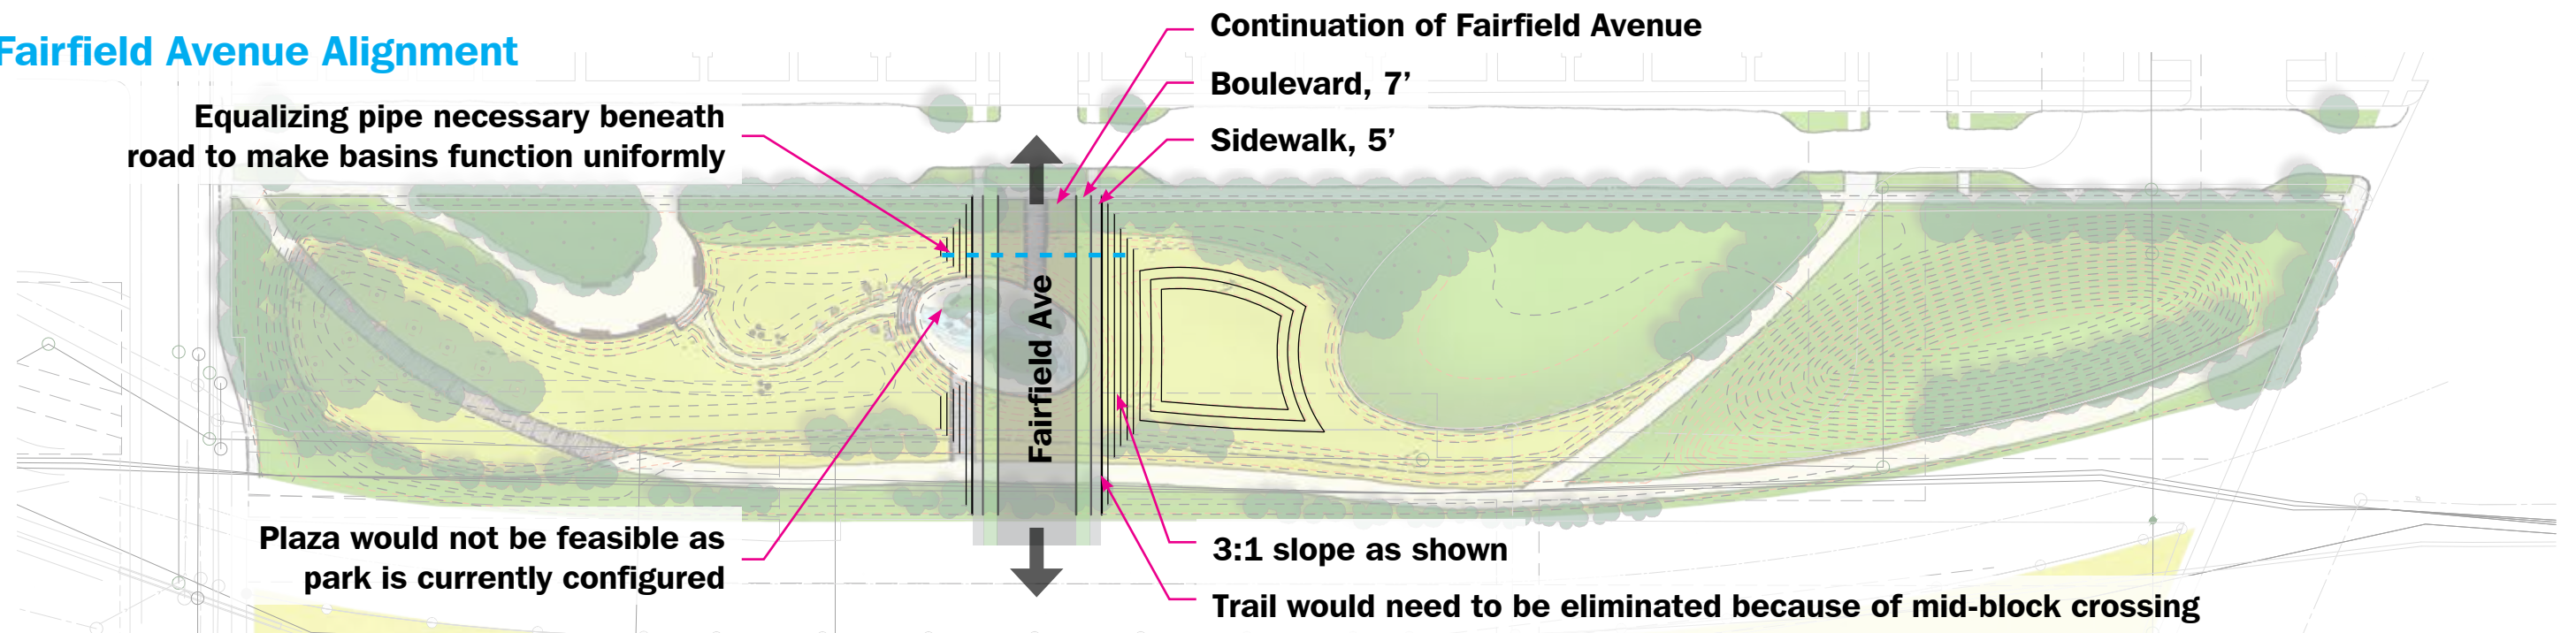 Fairfield Avenue Alignment
Continuation of Fairfield Avenue
Boulevard, 7’
Sidewalk, 5’
Equalizing pipe necessary beneath
road to make basins function uniformly
Fairfield Ave
Plaza would not be feasible as
park is currently configured
3:1 slope as shown
Trail would need to be eliminated because of mid-block crossing